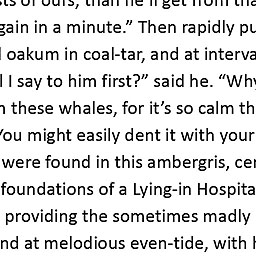 sts of ours, than he'll get from tha
gain in a minute.” Then rapidly pu
l oakum in coal-tar, and at interva
l I say to him first?” said he. “Why
n these whales, for it’s so calm th
You might easily dent it with your
were found in this ambergris, cer
foundations of a Lying-in Hospita
providing the sometimes madly
nd at melodious even-tide, with h